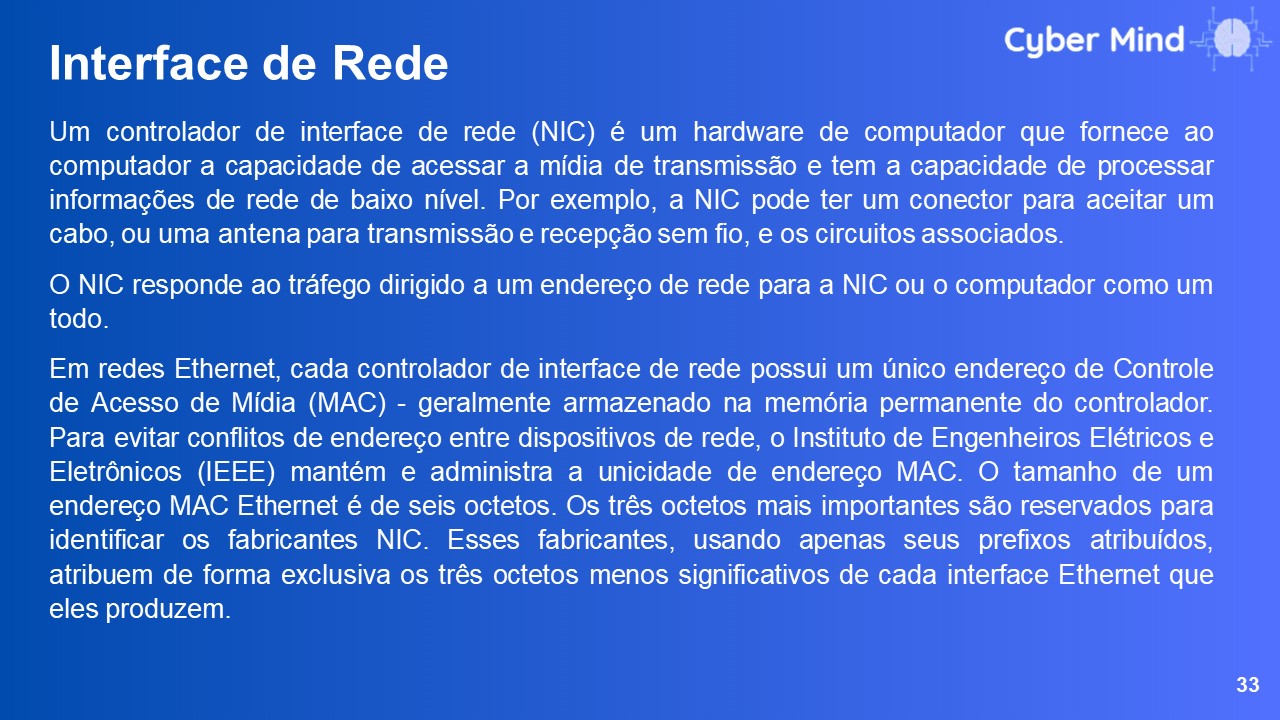 Cyber Mind
Interface de Rede
Um controlador de interface de rede (NIC) é um hardware de computador que fornece ao
computador a capacidade de acessar a mídia de transmissão e tem a capacidade de processar
informações de rede de baixo nível. Por exemplo, a NIC pode ter um conector para aceitar um
cabo, ou uma antena para transmissão e recepção sem fio, e os circuitos associados.
O NIC responde ao tráfego dirigido a um endereço de rede para a NIC ou o computador como um
todo.
Em redes Ethernet, cada controlador de interface de rede possui um único endereço de Controle
de Acesso de Mídia (MAC) - geralmente armazenado na memória permanente do controlador.
Para evitar conflitos de endereço entre dispositivos de rede, o Instituto de Engenheiros Elétricos e
Eletrônicos (IEEE) mantém e administra a unicidade de endereço MAC. O tamanho de um
endereço MAC Ethernet é de seis octetos. Os três octetos mais importantes são reservados para
identificar os fabricantes NIC. Esses fabricantes, usando apenas seus prefixos atribuídos,
atribuem de forma exclusiva os três octetos menos significativos de cada interface Ethernet que
eles produzem.
33